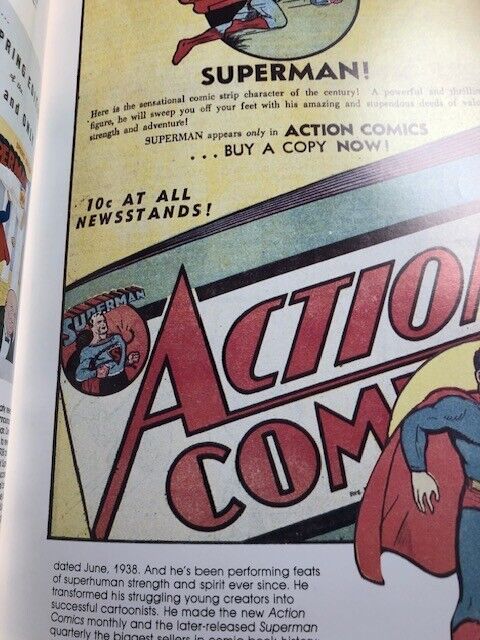 SUPERMAN!
Here is the sensational comic strip character of the century! A powerful and
figure, he will sweep you off your feet with his amazing and stupendous deeds of
strength and adventure!
SUPERMAN appears only in ACTION COMICS
. . . BUY A COPY NOW!
10c AT ALL
NEWSSTANDS!
SUPERMAN
ACTION
COM
dated June, 1938. And he's been performing feats
of superhuman strength and spirit ever since. He
transformed his struggling young creators into
successful cartoonists. He made the new Action
Comics monthly and the later-released Superman
quarterly the biggest sellers in comic book history
and